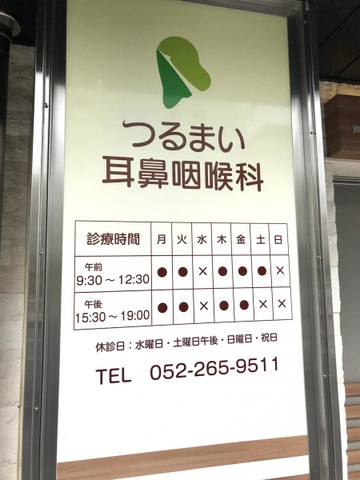 つるまい
耳鼻咽喉科
診療時間 月 火 水 木 金 土 日
午前
9:30～12:30 ● ● × ● ● ● ×
午後
15:30～19:00 ● ● × ● ● × ×
休診日：水曜日・土曜日午後・日曜日・祝日
TEL 052-265-9511